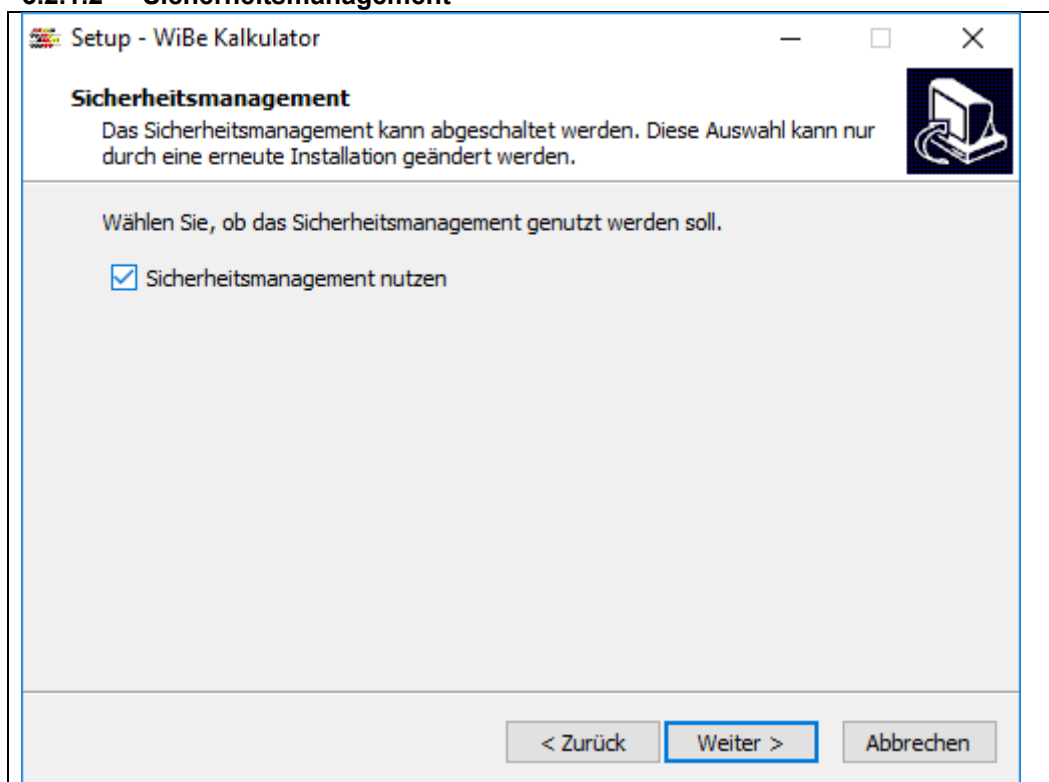 Sicherheitsmanagement
Setup - WiBe Kalkulator
Sicherheitsmanagement
Das Sicherheitsmanagement kann abgeschaltet werden. Diese Auswahl kann nur
durch eine erneute Installation geändert werden.
Wählen Sie, ob das Sicherheitsmanagement genutzt werden soll.
Sicherheitsmanagement nutzen
< Zurück
Weiter >
Abbrechen